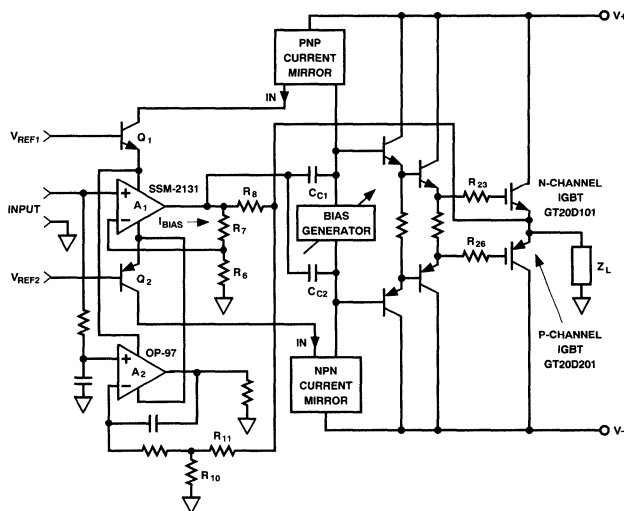 V+
PNP
CURRENT
MIRROR
IN
VREF1
Q1
SSM-2131
+
A1
−
INPUT
IBIAS
R8
R7
R6
CC1
BIAS
GENERATOR
CC2
R23
N-CHANNEL
IGBT
GT20D101
R26
ZL
VREF2
Q2
P-CHANNEL
IGBT
GT20D201
IN
OP-97
+
A2
−
NPN
CURRENT
MIRROR
R11
R10
V-